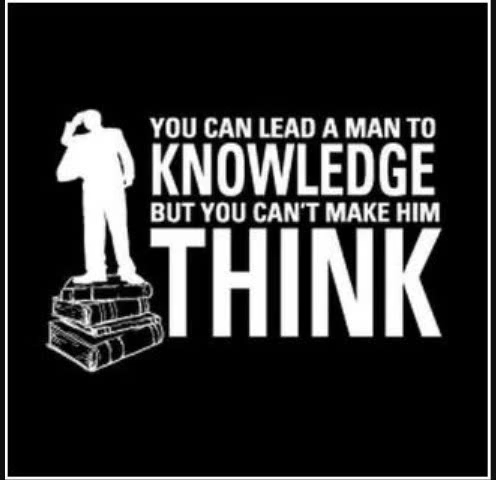 YOU CAN LEAD A MAN TO
KNOWLEDGE
BUT YOU CAN'T MAKE HIM
THINK